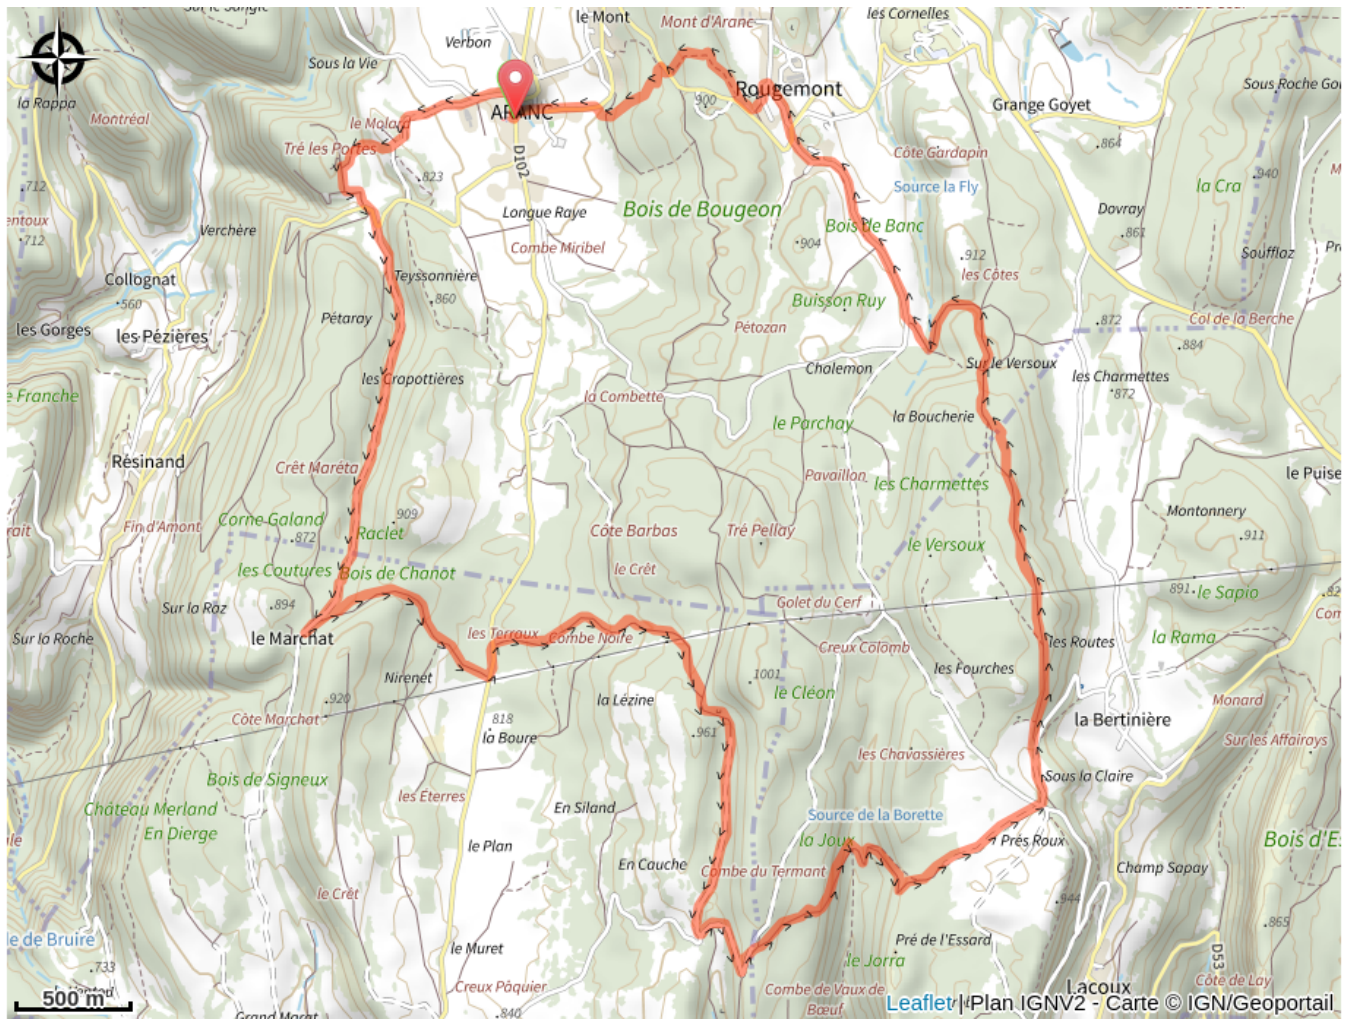 le Mont
Mont d'Aranc
les Cornelles
Verbon
Sous la Vie
Rougemont
la Rappa
900
Grange Goyet
Sous Roche
Montréal
le Molard
ARANC
Tré les Portes
D102
864
Côte Gardapin
823
Source la Fly
la Cra
940
712
Longue Raye
Bois de Bougeon
Dovray
Verchère
Bois de Banc
861
712
Combe Miribel
904
912
Soufflaz
Collognat
Teyssonnière
les Côtes
560
860
Buisson Ruy
les Gorges
les Pézières
Pétaray
Pétozan
872
Col de la Berche
884
Chalemon
Sur le Versoux
les Cropottières
les Charmettes
e Franche
la Combette
872
la Boucherie
le Parchay
Résinand
Crêt Maréta
Pavaillon
les Charmettes
le Puise
909
Montonnery
Corne Galand
Fin d'Amont
rait
Raclet
Côte Barbas
Tré Pellay
911
872
le Versoux
les Coutures
Bois de Chanot
le Crêt
891
le Sapio
Sur la Raz
894
Golet du Cerf
le Marchat
les Terraux
Combe Noire
Sur la Roche
Creux Colomb
les Routes
la Rama
les Fourches
Nirenet
1001
920
la Lézine
le Cléon
Monard
Côte Marchat
818
la Bertinière
la Boure
961
Sur les Affairoys
les Chavassières
Bois de Signeux
Sous la Claire
les Éterres
Château Merland
En Siland
Source de la Borette
En Dierge
la Joux
Prés Roux
le Plan
En Cauche
Combe du Termant
Champ Sapay
le Crêt
944
865
le de Bruire
le Muret
Pré de l'Essard
D53
733
le Jorra
Côte de Lay
Creux Pâquier
Combe de Vaux de
Bœuf
Lacoux
500 m
840
Leaflet | Plan IGNV2 - Carte © IGN/Geoportail